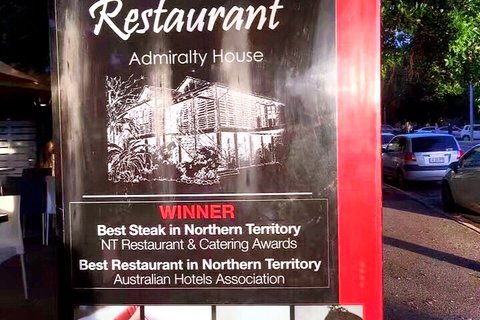 Restaurant
Admiralty House
WINNER
Best Steak in Northern Territory
NT Restaurant & Catering Awards
Best Restaurant in Northern Territory
Australian Hotels Association